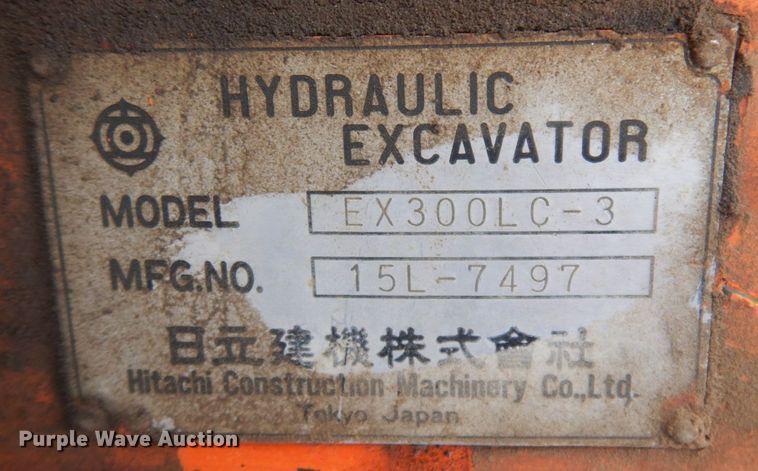 HYDRAULIC
EXCAVATOR
MODEL EX300LC-3
MFG.NO. 15L-7497
日立建機株式會社
Hitachi Construction Machinery Co.,Ltd.
Tokyo Japan
Purple Wave Auction